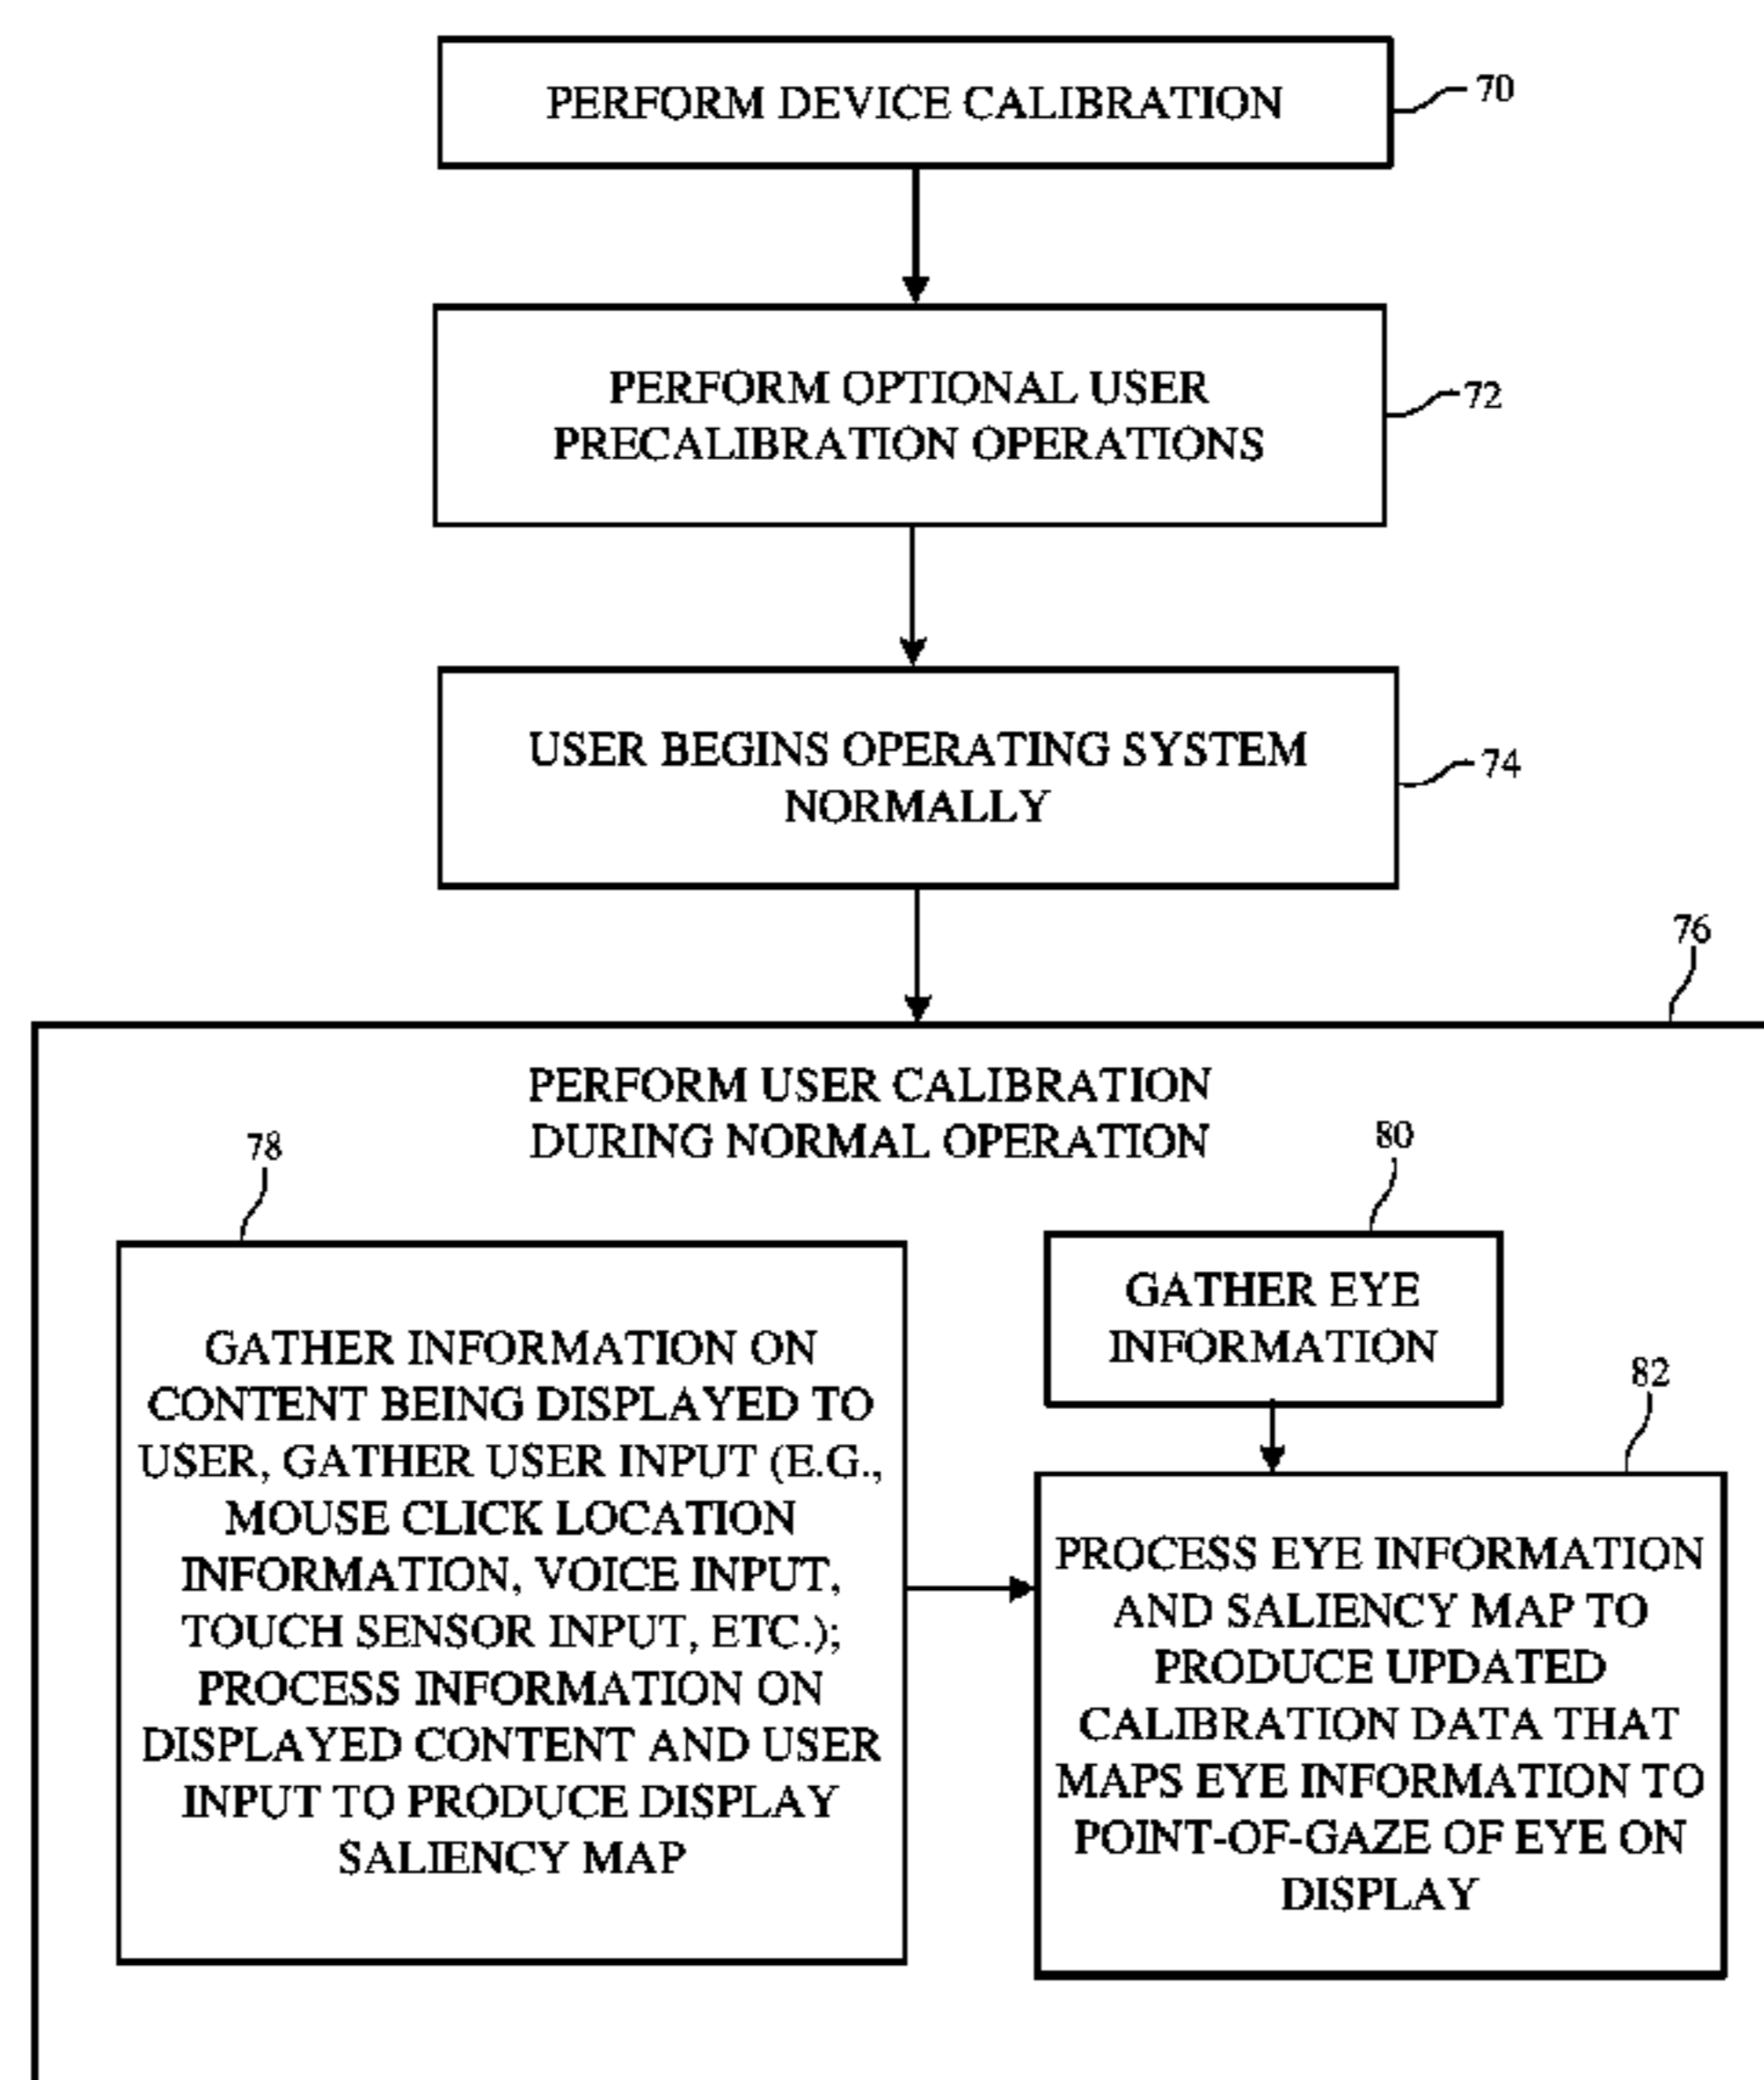 PERFORM DEVICE CALIBRATION
70
PERFORM OPTIONAL USER
PRECALIBRATION OPERATIONS
72
USER BEGINS OPERATING SYSTEM
NORMALLY
74
76
PERFORM USER CALIBRATION
DURING NORMAL OPERATION
78
GATHER INFORMATION ON
CONTENT BEING DISPLAYED TO
USER, GATHER USER INPUT (E.G.,
MOUSE CLICK LOCATION
INFORMATION, VOICE INPUT,
TOUCH SENSOR INPUT, ETC.);
PROCESS INFORMATION ON
DISPLAYED CONTENT AND USER
INPUT TO PRODUCE DISPLAY
SALIENCY MAP
80
GATHER EYE
INFORMATION
82
PROCESS EYE INFORMATION
AND SALIENCY MAP TO
PRODUCE UPDATED
CALIBRATION DATA THAT
MAPS EYE INFORMATION TO
POINT-OF-GAZE OF EYE ON
DISPLAY